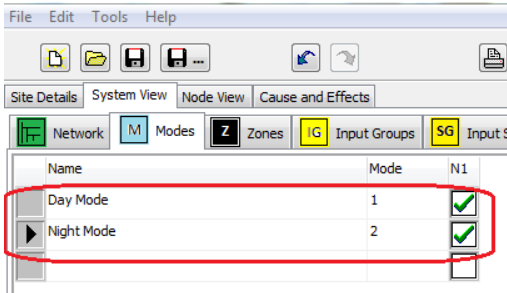 File Edit Tools Help
...
Site Details System View Node View Cause and Effects
Network M Modes Z Zones IG Input Groups SG Input
Name Mode N1
Day Mode 1
Night Mode 2